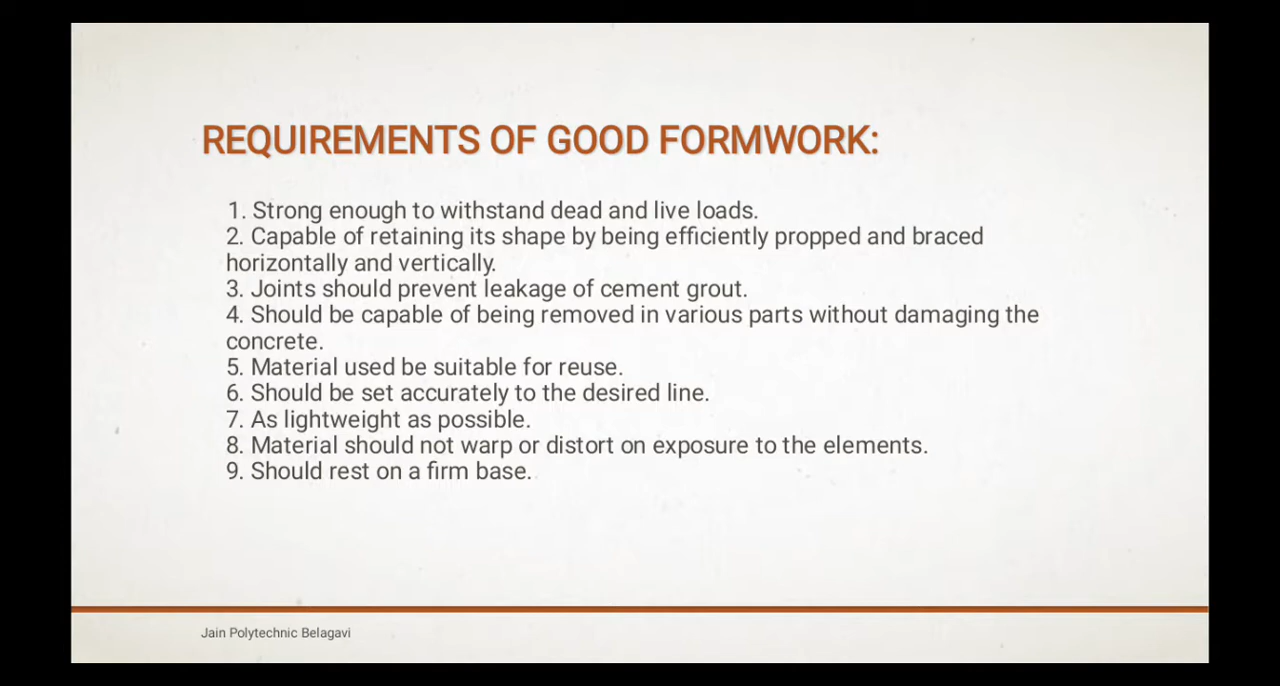 REQUIREMENTS OF GOOD FORMWORK:
1. Strong enough to withstand dead and live loads.
2. Capable of retaining its shape by being efficiently propped and braced
horizontally and vertically.
3. Joints should prevent leakage of cement grout.
4. Should be capable of being removed in various parts without damaging the
concrete.
5. Material used be suitable for reuse.
6. Should be set accurately to the desired line.
7. As lightweight as possible.
8. Material should not warp or distort on exposure to the elements.
9. Should rest on a firm base.
Jain Polytechnic Belagavi